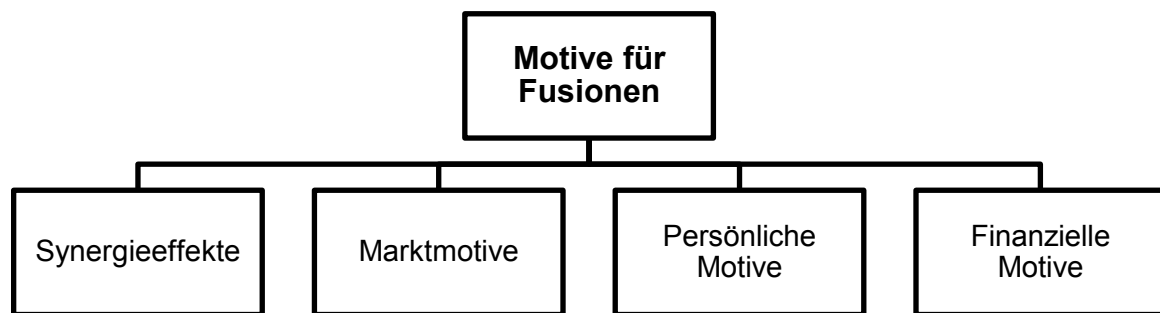 Motive für
Fusionen
Synergieeffekte
Marktmotive
Persönliche
Motive
Finanzielle
Motive